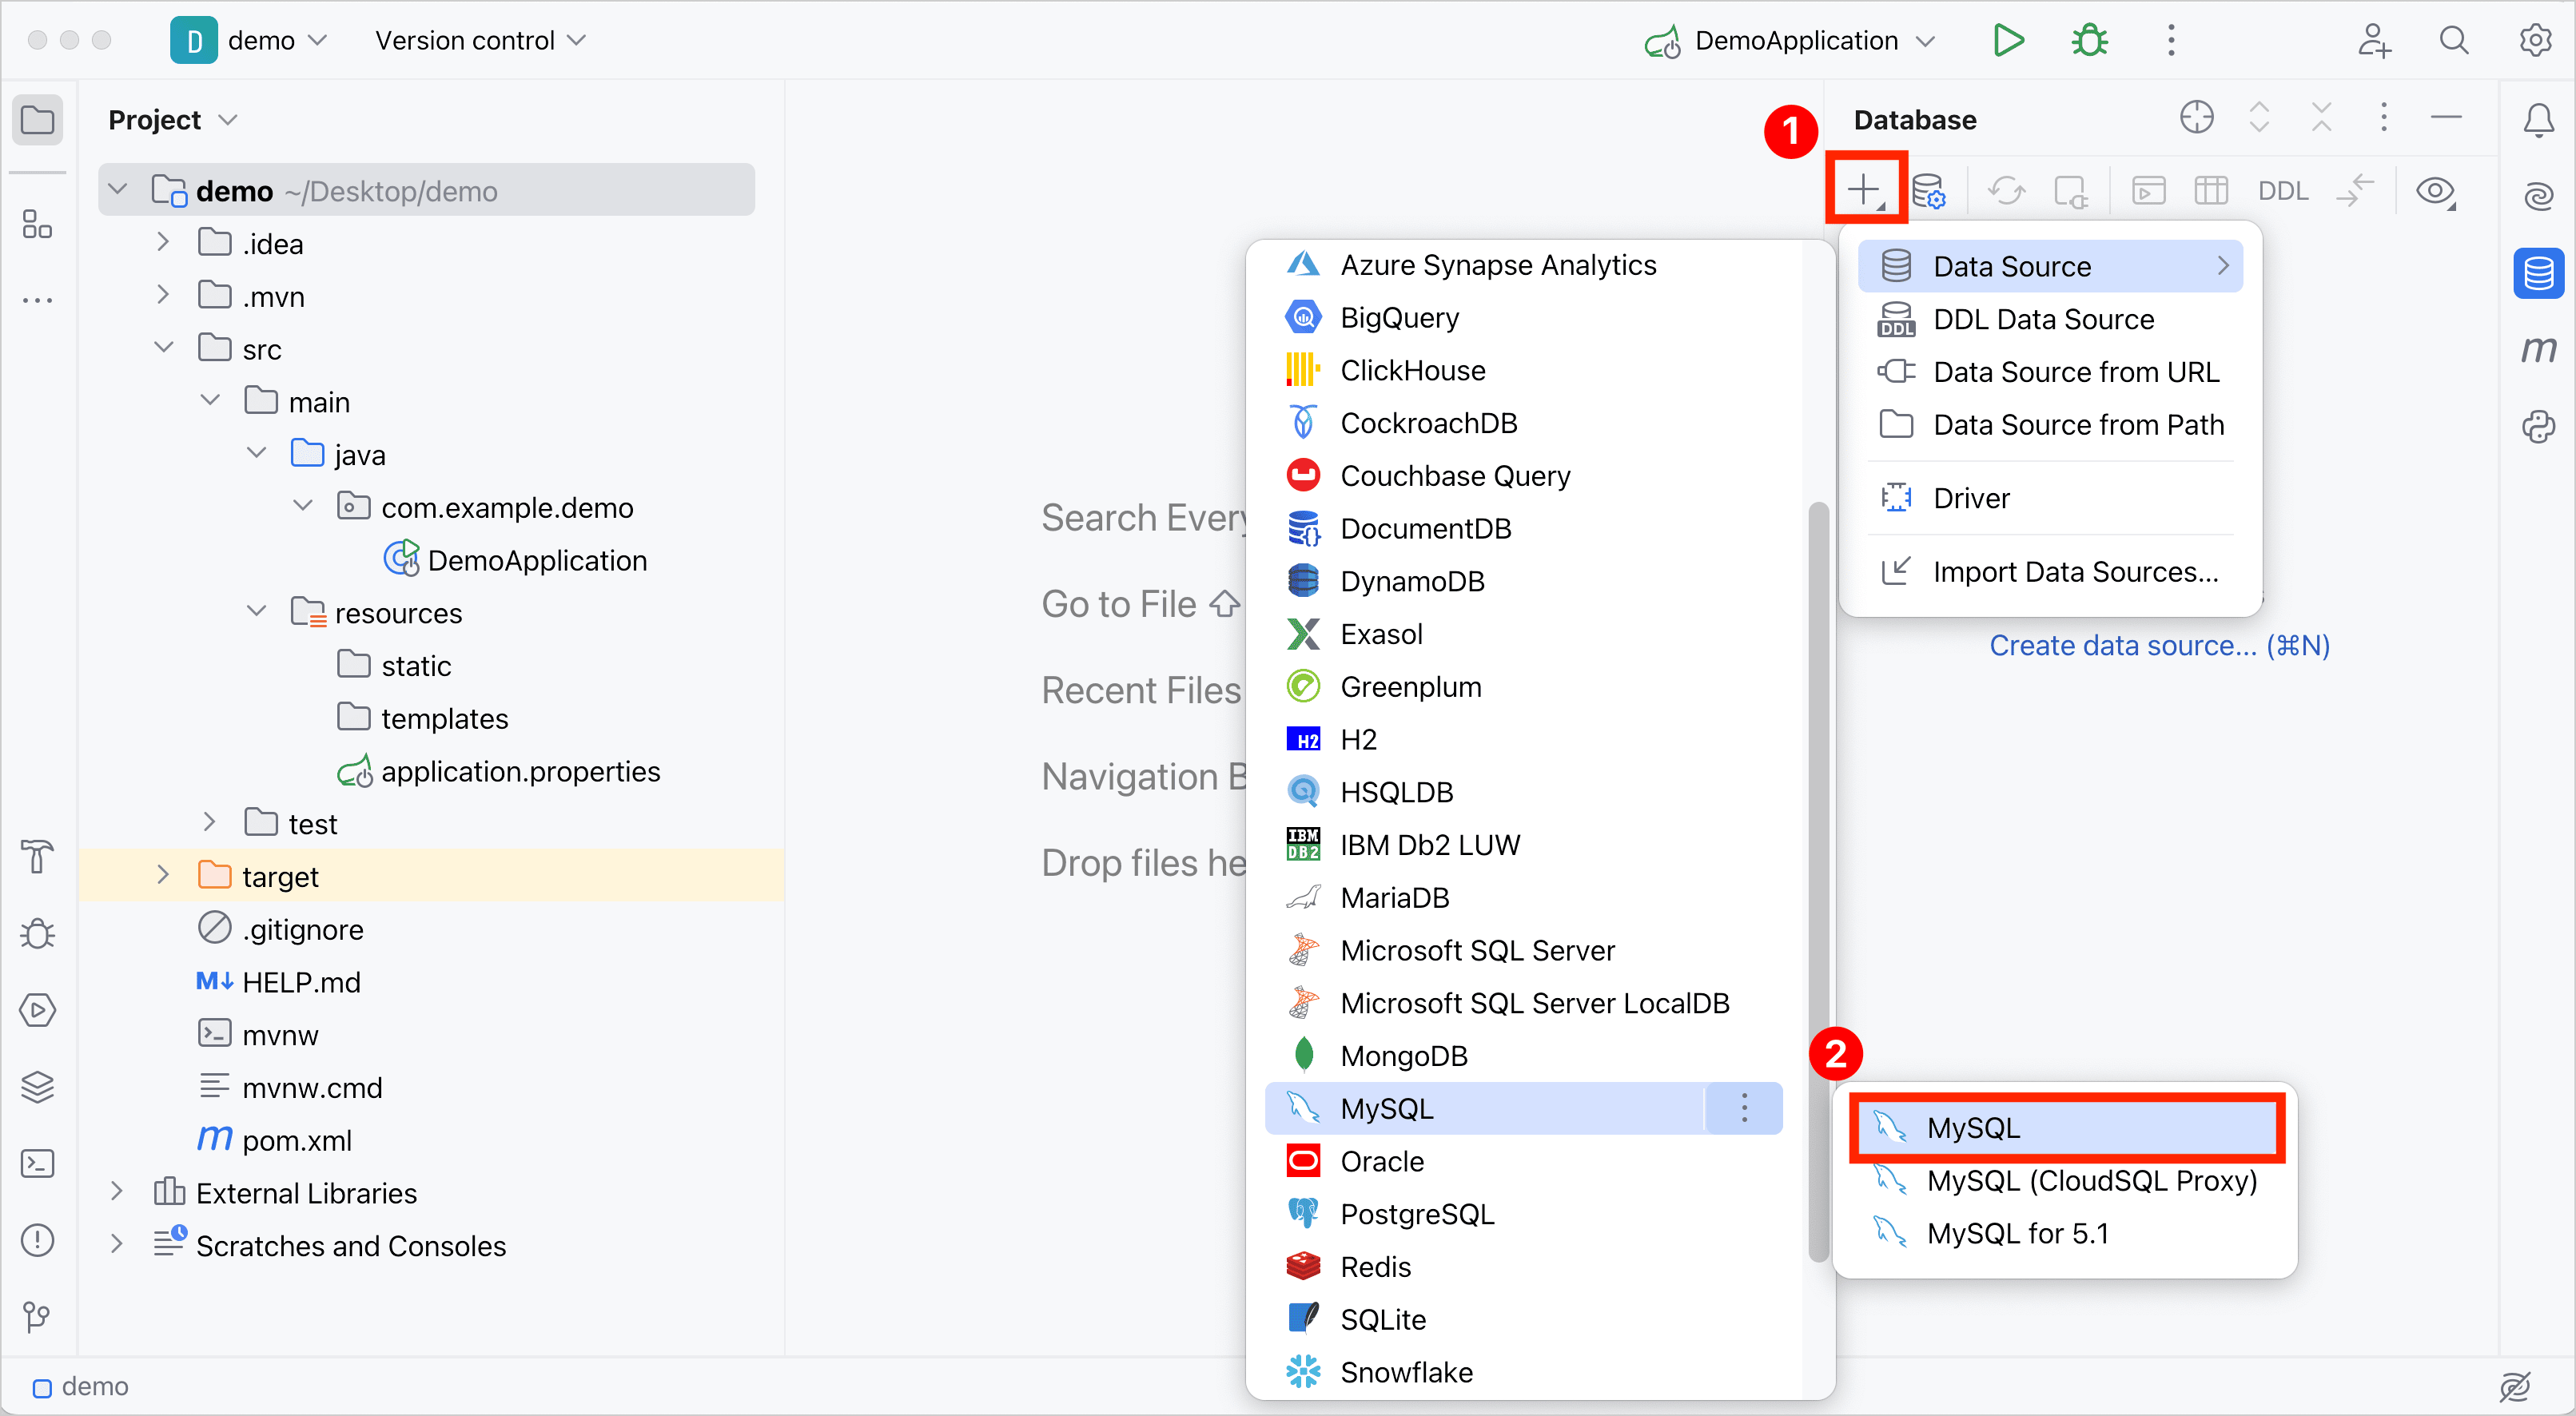 D demo
Version control
DemoApplication
Project
demo ~/Desktop/demo
.idea
.mvn
src
main
java
com.example.demo
DemoApplication
resources
static
templates
application.properties
test
target
.gitignore
M↓ HELP.md
mvnw
mvnw.cmd
m pom.xml
External Libraries
Scratches and Consoles
demo
Search Every
Go to File ⇧
Recent Files
Navigation B
Drop files he
Azure Synapse Analytics
BigQuery
ClickHouse
CockroachDB
Couchbase Query
DocumentDB
DynamoDB
Exasol
Greenplum
H2 H2
HSQLDB
IBM DB2 IBM Db2 LUW
MariaDB
Microsoft SQL Server
Microsoft SQL Server LocalDB
MongoDB
MySQL
Oracle
PostgreSQL
Redis
SQLite
Snowflake
1
Database
DDL
Data Source
DDL DDL Data Source
Data Source from URL
Data Source from Path
Driver
Import Data Sources...
Create data source... (⌘N)
2
MySQL
MySQL (CloudSQL Proxy)
MySQL for 5.1
m